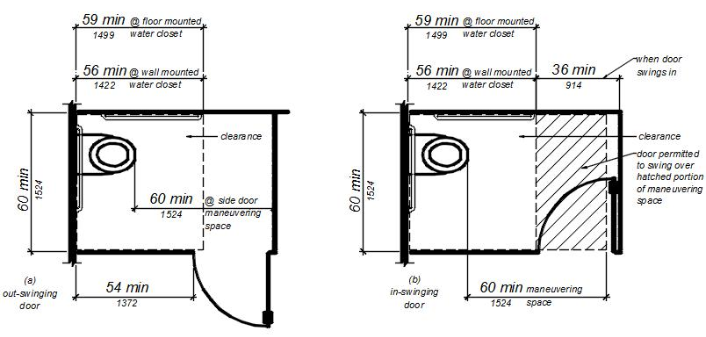 59 min @ floor mounted
1499 water closet
56 min @ wall mounted
1422 water closet
clearance
60 min
1524
60 min @ side door
1524 maneuvering
space
54 min
1372
(a)
out-swinging
door
59 min @ floor mounted
1499 water closet
56 min @ wall mounted
1422 water closet
36 min
914
when door
swings in
clearance
door permitted
to swing over
hatched portion
of maneuvering
space
60 min
1524
60 min maneuvering
1524 space
(b)
in-swinging
door